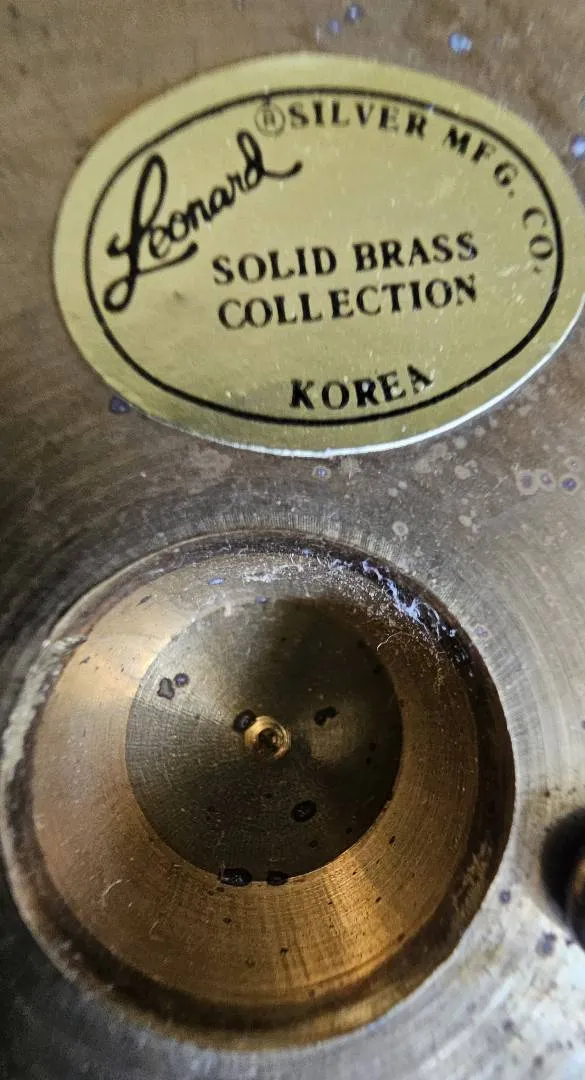 Leonard® SILVER MFG. CO.
SOLID BRASS
COLLECTION
KOREA